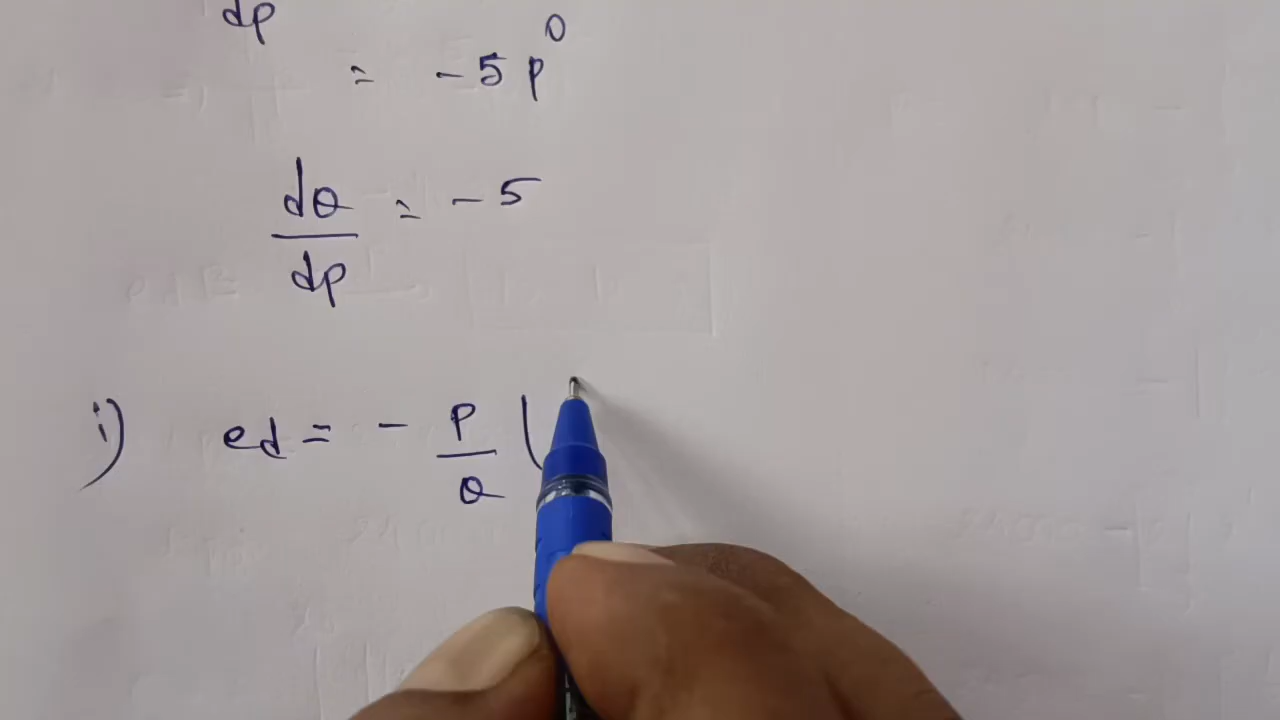 dp
= - 5 p⁰
dQ
—— = - 5
dp
i) ed = - P/Q (